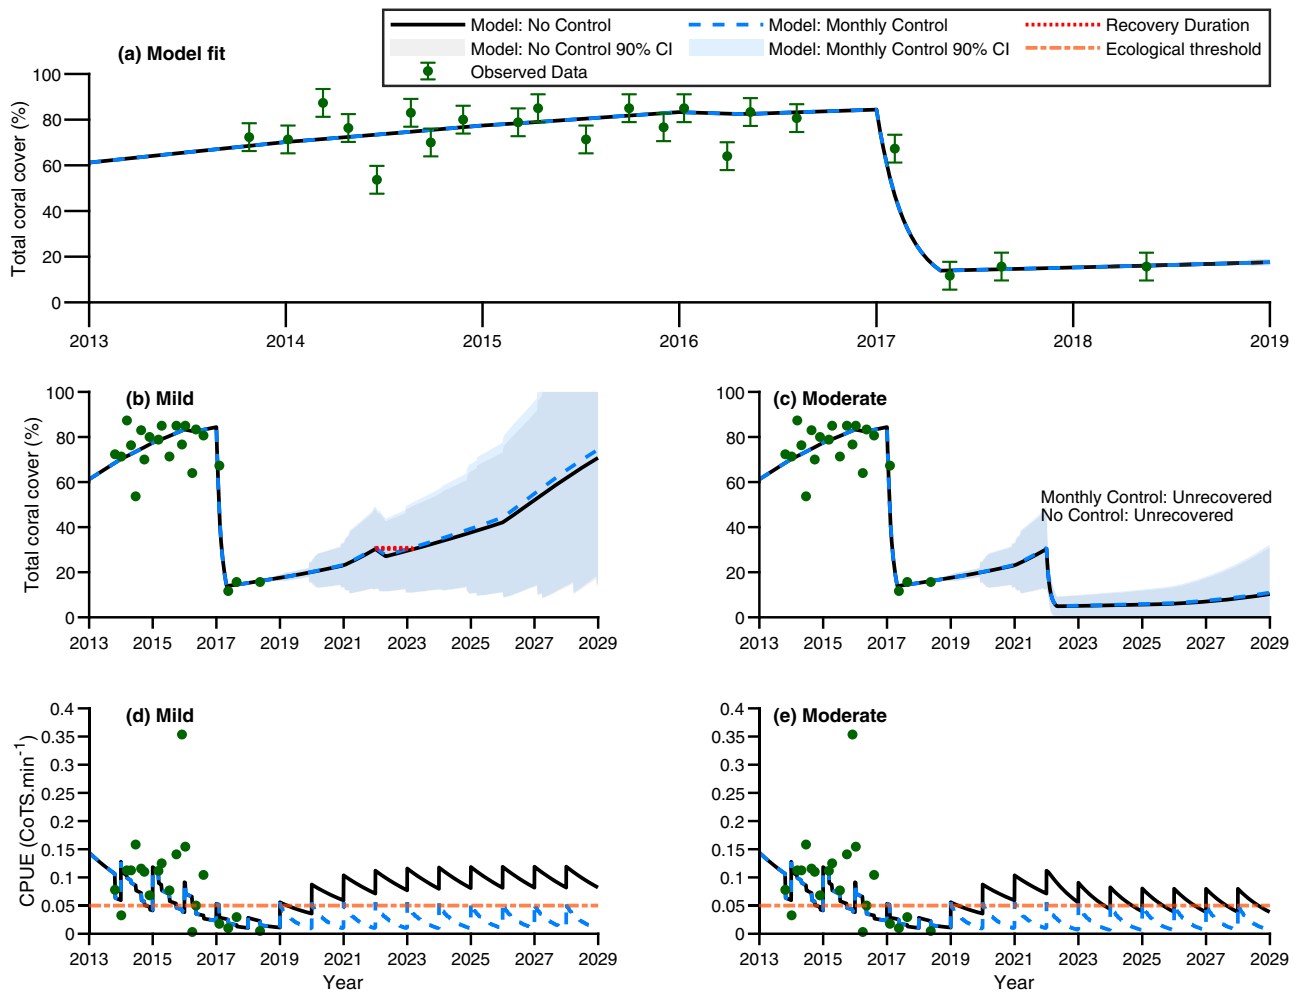 Model: No Control
Model: Monthly Control
Recovery Duration
Model: No Control 90% CI
Model: Monthly Control 90% CI
Ecological threshold
Observed Data
(a) Model fit
Total coral cover (%)
100
80
60
40
20
0
2013 2014 2015 2016 2017 2018 2019
(b) Mild
Total coral cover (%)
100
80
60
40
20
0
2013 2015 2017 2019 2021 2023 2025 2027 2029
(c) Moderate
Monthly Control: Unrecovered
No Control: Unrecovered
100
80
60
40
20
0
2013 2015 2017 2019 2021 2023 2025 2027 2029
(d) Mild
CPUE (CoTS.min⁻¹)
0.4
0.35
0.3
0.25
0.2
0.15
0.1
0.05
0
2013 2015 2017 2019 2021 2023 2025 2027 2029
Year
(e) Moderate
0.4
0.35
0.3
0.25
0.2
0.15
0.1
0.05
0
2013 2015 2017 2019 2021 2023 2025 2027 2029
Year